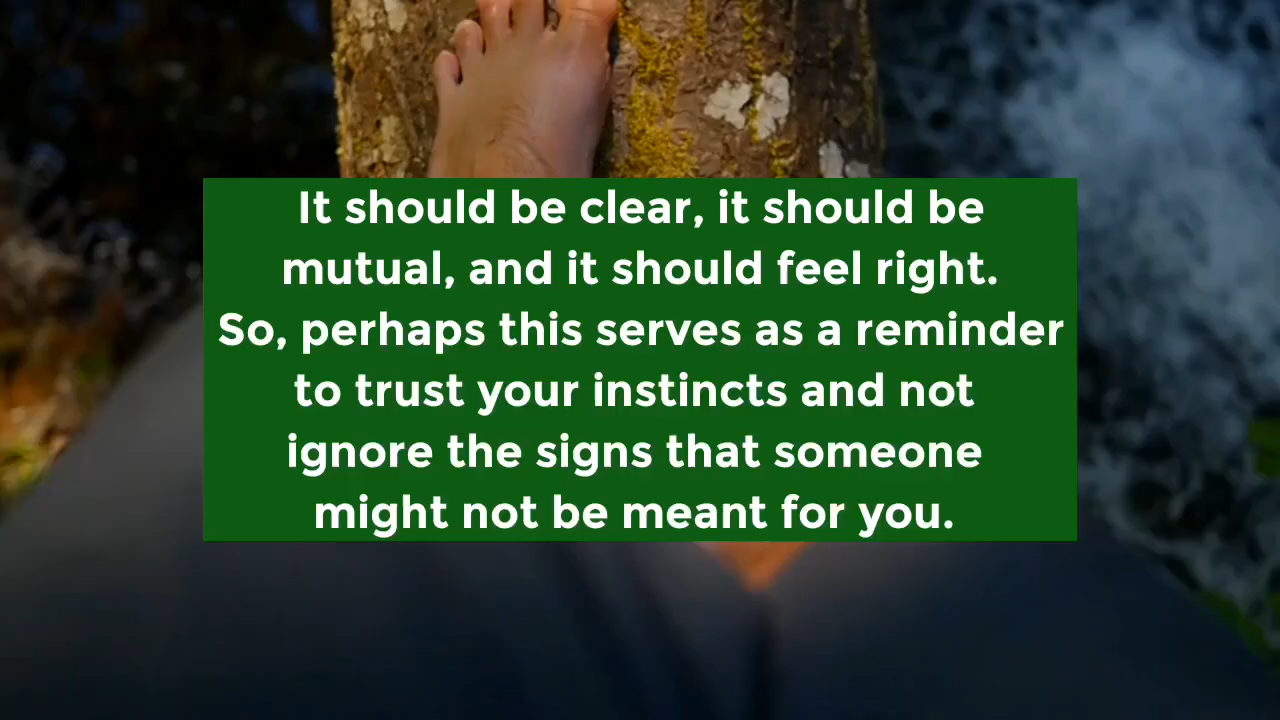 It should be clear, it should be
mutual, and it should feel right.
So, perhaps this serves as a reminder
to trust your instincts and not
ignore the signs that someone
might not be meant for you.